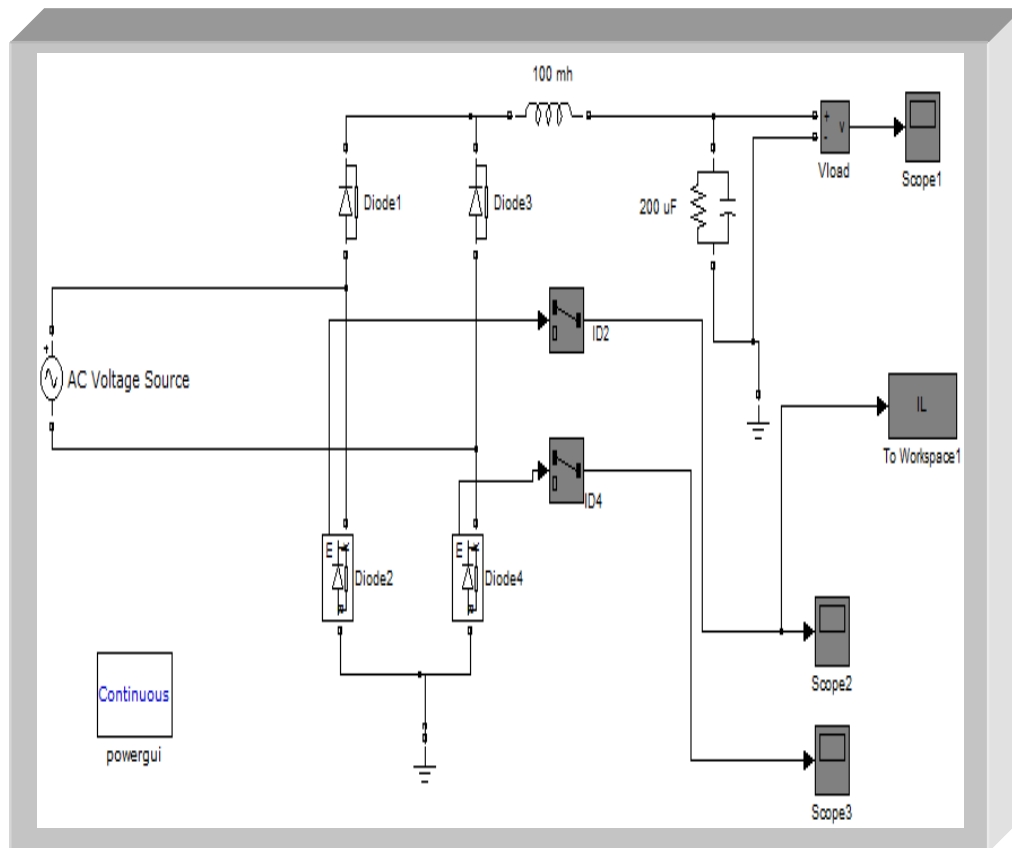 100 mh
+
-
v
Vload
Scope1
Diode1
Diode3
200 uF
ID2
+
AC Voltage Source
IL
To Workspace1
ID4
E
Diode2
E
Diode4
Continuous
powergui
Scope2
Scope3